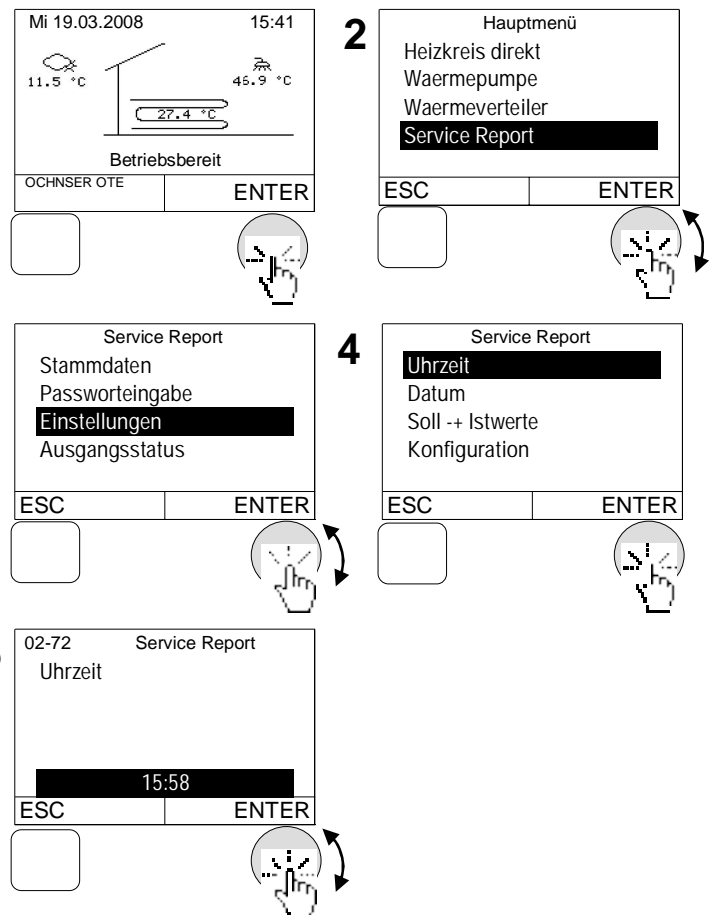 Mi 19.03.2008 15:41
11.5 °C
46.9 °C
27.4 °C
Betriebsbereit
OCHNSER OTE ENTER
2
Hauptmenü
Heizkreis direkt
Waermepumpe
Waermeverteiler
Service Report
ESC ENTER
Service Report
Stammdaten
Passworteingabe
Einstellungen
Ausgangsstatus
ESC ENTER
4
Service Report
Uhrzeit
Datum
Soll -+ Istwerte
Konfiguration
ESC ENTER
02-72 Service Report
Uhrzeit
15:58
ESC ENTER